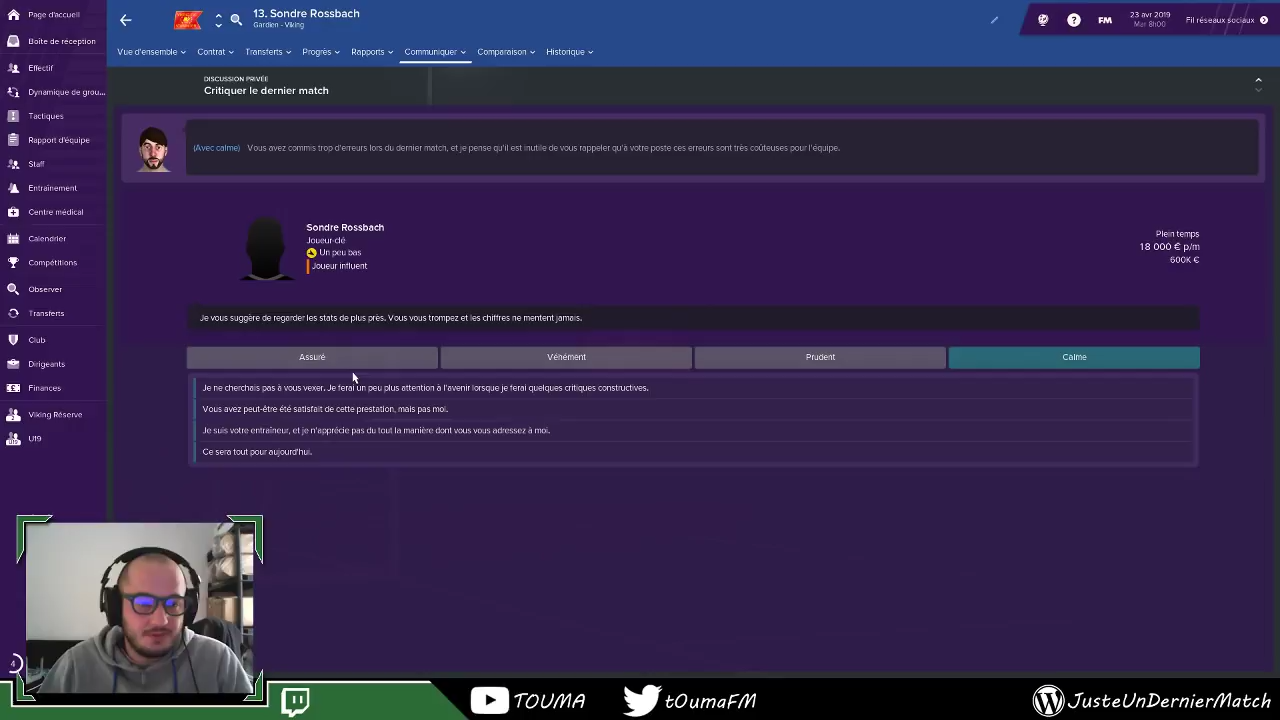 13. Sondre Rossbach
Gardien - Viking
FM
23 avr 2019
Mar 8h00
Fil réseaux sociaux
Vue d'ensemble
Contrat
Transferts
Progrès
Rapports
Communiquer
Comparaison
Historique
Page d'accueil
Boîte de réception
Effectif
Dynamique de grou...
Tactiques
Rapport d'équipe
Staff
Entraînement
Centre médical
Calendrier
Compétitions
Observer
Transferts
Club
Dirigeants
Finances
Viking Réserve
U19
DISCUSSION PRIVÉE
Critiquer le dernier match
(Avec calme) Vous avez commis trop d'erreurs lors du dernier match, et je pense qu'il est inutile de vous rappeler qu'à votre poste ces erreurs sont très coûteuses pour l'équipe.
Sondre Rossbach
Joueur-clé
Un peu bas
Joueur influent
Plein temps
18 000 € p/m
600K €
Je vous suggère de regarder les stats de plus près. Vous vous trompez et les chiffres ne mentent jamais.
Assuré
Vénément
Prudent
Calme
Je ne cherchais pas à vous vexer. Je ferai un peu plus attention à l'avenir lorsque je ferai quelques critiques constructives.
Vous avez peut-être été satisfait de cette prestation, mais pas moi.
Je suis votre entraîneur, et je n'apprécie pas du tout la manière dont vous vous adressez à moi.
Ce sera tout pour aujourd'hui.
TOUMA
tOumaFM
JusteUnDernierMatch